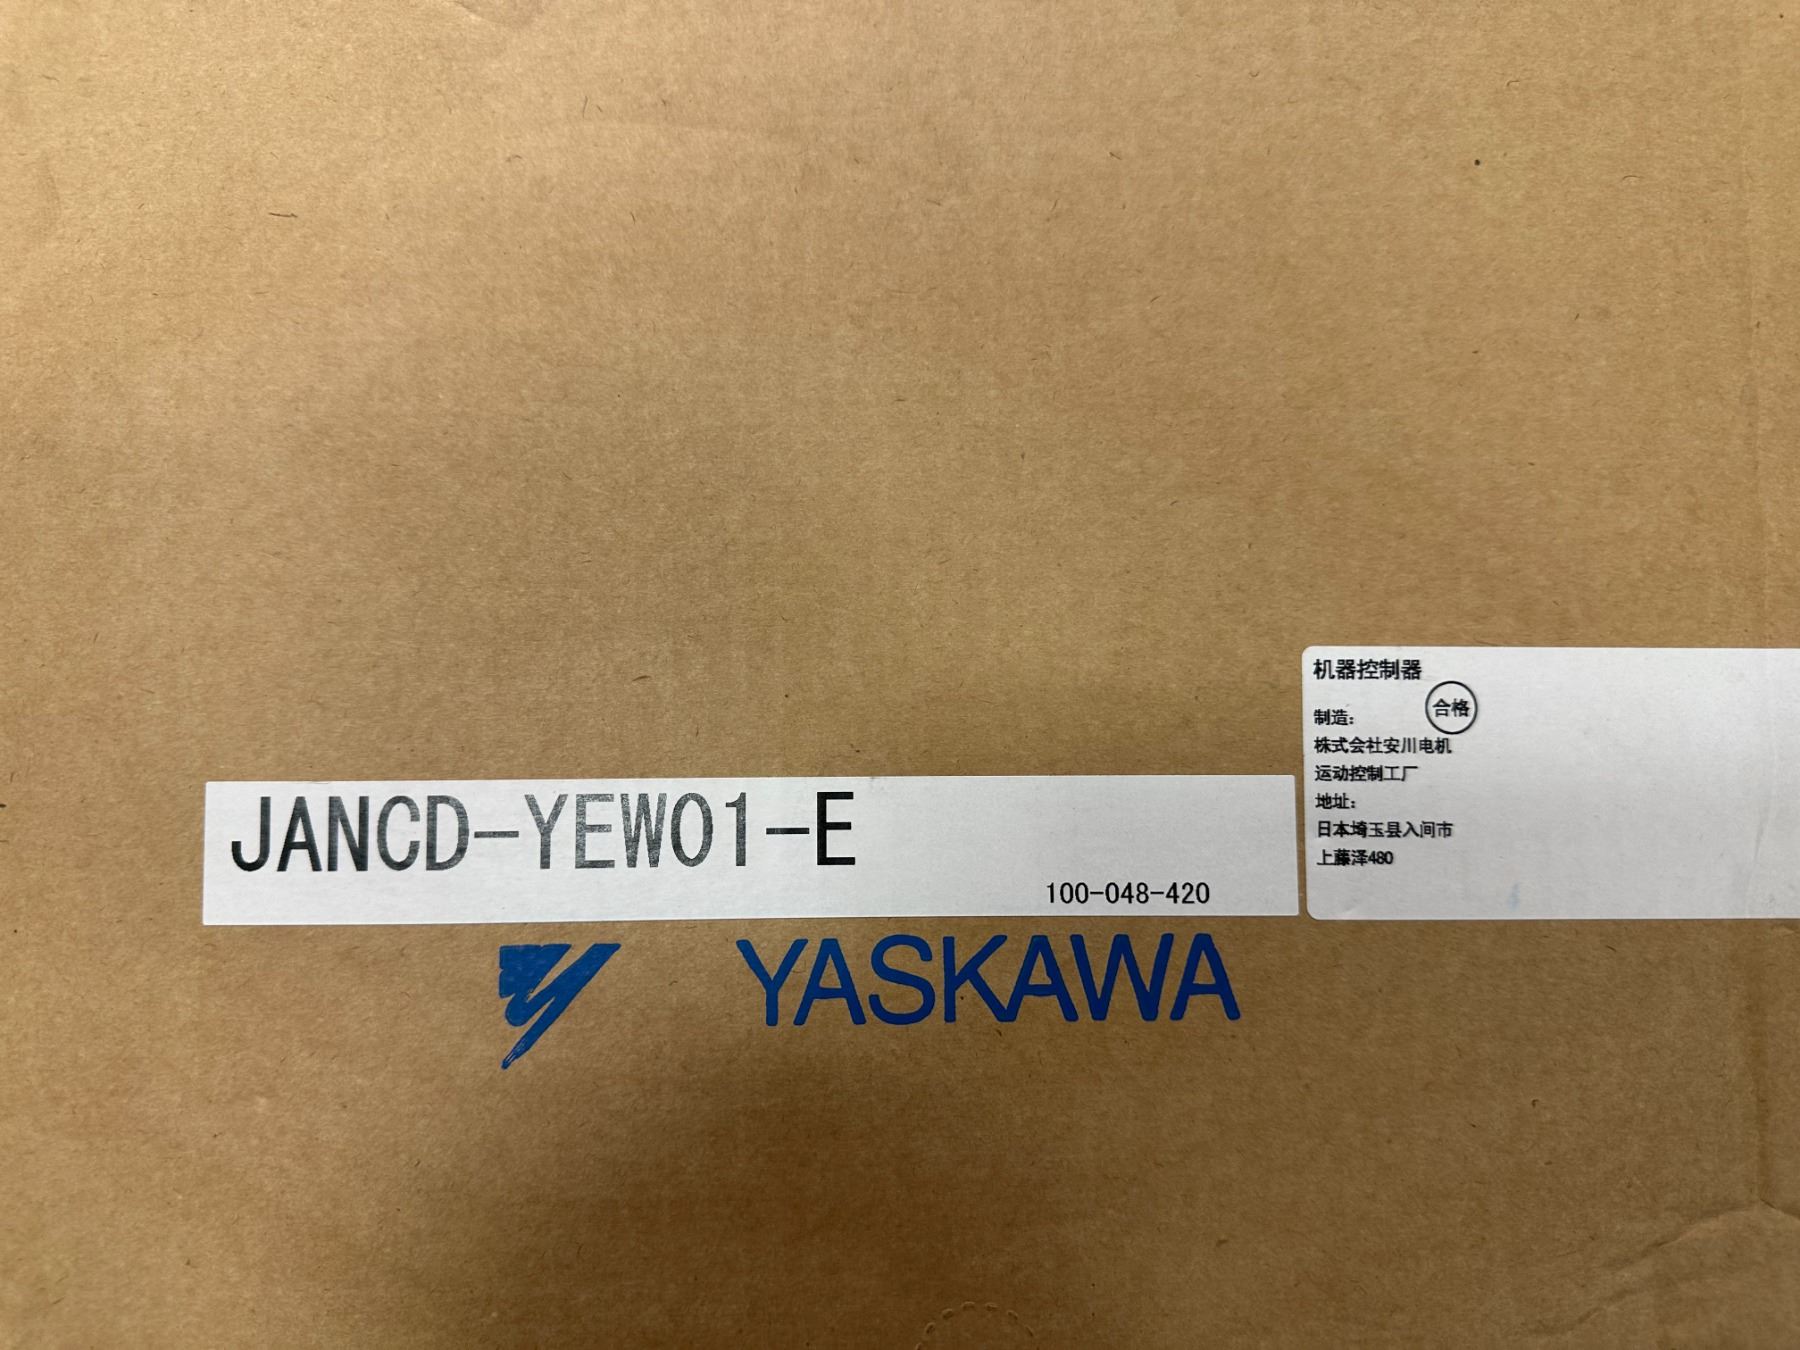 JANCD-YEW01-E
100-048-420
YASKAWA
机器控制器
合格
制造:
株式会社安川电机
运动控制工厂
地址:
日本埼玉县入间市
上藤泽480